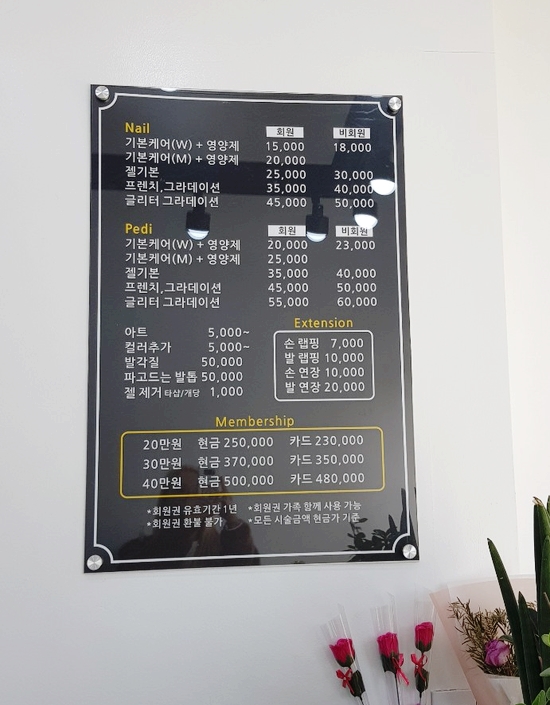 Nail 회원 비회원
기본케어(W) + 영양제 15,000 18,000
기본케어(M) + 영양제 20,000
젤기본 25,000 30,000
프렌치,그라데이션 35,000 40,000
글리터 그라데이션 45,000 50,000
Pedi 회원 비회원
기본케어(W) + 영양제 20,000 23,000
기본케어(M) + 영양제 25,000
젤기본 35,000 40,000
프렌치,그라데이션 45,000 50,000
글리터 그라데이션 55,000 60,000
아트 5,000~
컬러추가 5,000~
발각질 50,000
파고드는 발톱 50,000
젤 제거 타샵/개당 1,000
Extension
손 랩핑 7,000
발 랩핑 10,000
손 연장 10,000
발 연장 20,000
Membership
20만원 현금 250,000 카드 230,000
30만원 현금 370,000 카드 350,000
40만원 현금 500,000 카드 480,000
*회원권 유효기간 1년 *회원권 가족 함께 사용 가능
*회원권 환불 불가 *모든 시술금액 현금가 기준